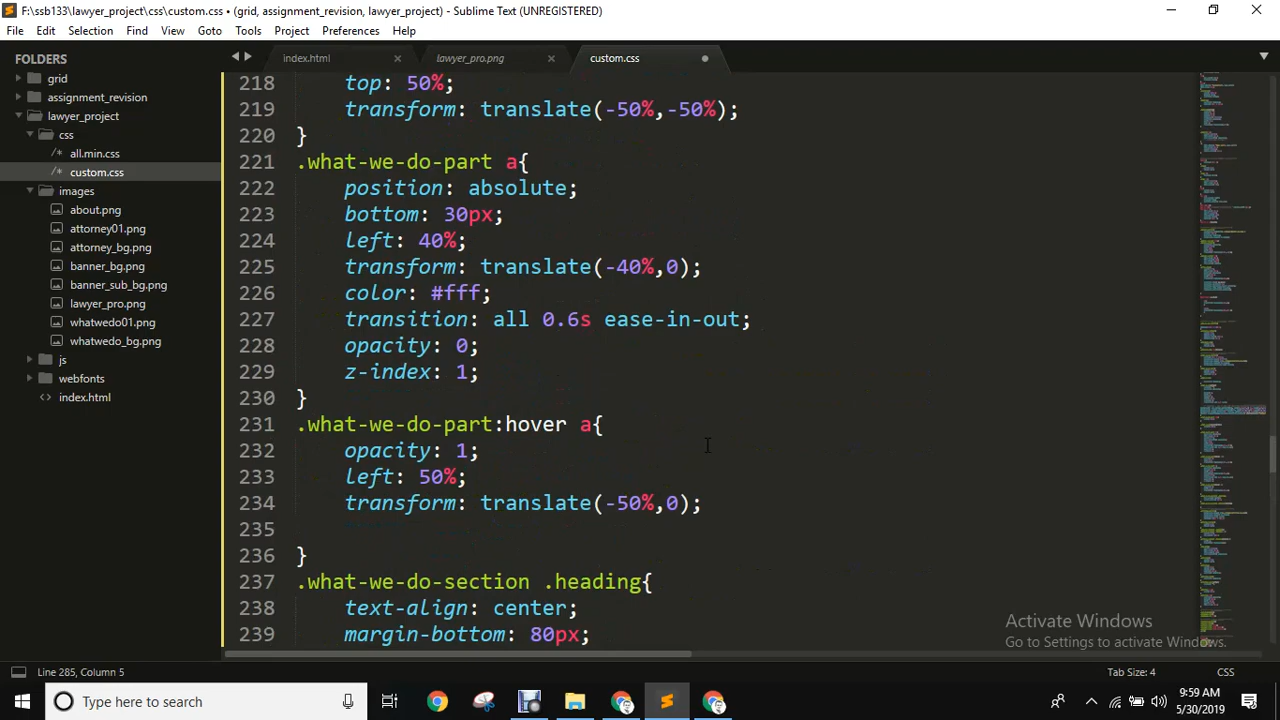 F:\ssb133\lawyer_project\css\custom.css • (grid, assignment_revision, lawyer_project) - Sublime Text (UNREGISTERED)
File Edit Selection Find View Goto Tools Project Preferences Help
FOLDERS
grid
assignment_revision
lawyer_project
css
/* all.min.css
/* custom.css
images
about.png
attorney01.png
attorney_bg.png
banner_bg.png
banner_sub_bg.png
lawyer_pro.png
whatwedo01.png
whatwedo_bg.png
js
webfonts
index.html
index.html lawyer_pro.png custom.css
218 top: 50%;
219 transform: translate(-50%,-50%);
220 }
221 .what-we-do-part a{
222 position: absolute;
223 bottom: 30px;
224 left: 40%;
225 transform: translate(-40%,0);
226 color: #fff;
227 transition: all 0.6s ease-in-out;
228 opacity: 0;
229 z-index: 1;
230 }
231 .what-we-do-part:hover a{
232 opacity: 1;
233 left: 50%;
234 transform: translate(-50%,0);
235
236 }
237 .what-we-do-section .heading{
238 text-align: center;
239 margin-bottom: 80px;
Activate Windows
Go to Settings to activate Windows.
Line 285, Column 5 Tab Size: 4 CSS
Type here to search
9:59 AM
5/30/2019